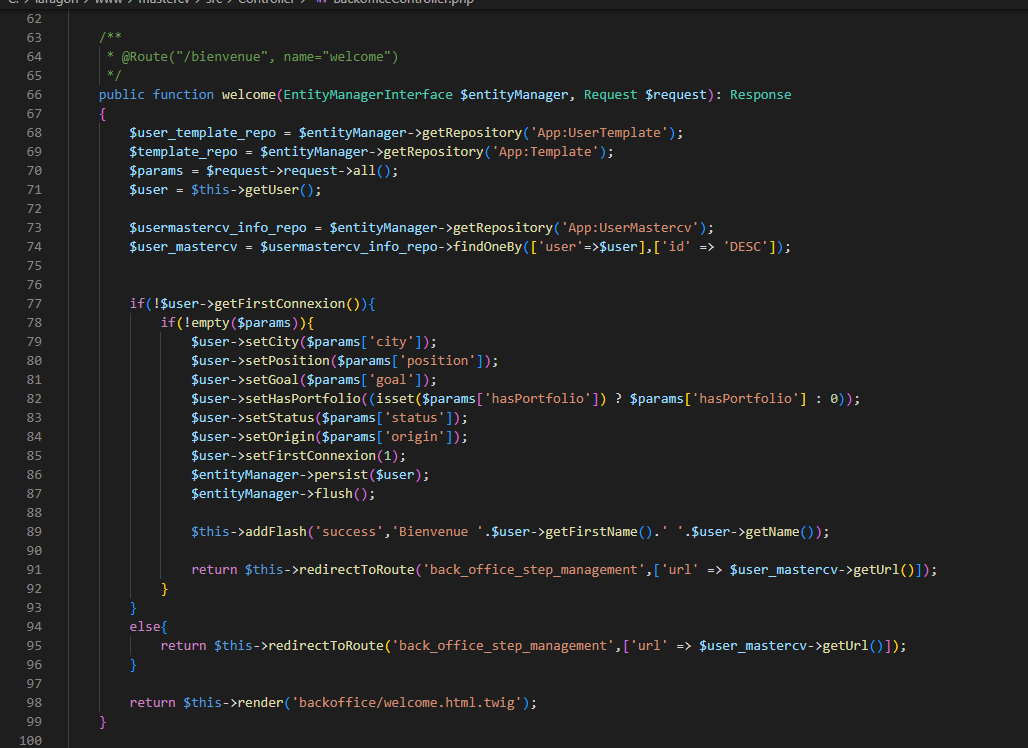 C: > laragon > www > mastercv > src > Controller > BackofficeController.php
62
63 /**
64 * @Route("/bienvenue", name="welcome")
65 */
66 public function welcome(EntityManagerInterface $entityManager, Request $request): Response
67 {
68 $user_template_repo = $entityManager->getRepository('App:UserTemplate');
69 $template_repo = $entityManager->getRepository('App:Template');
70 $params = $request->request->all();
71 $user = $this->getUser();
72
73 $usermastercv_info_repo = $entityManager->getRepository('App:UserMastercv');
74 $user_mastercv = $usermastercv_info_repo->findOneBy(['user'=>$user],['id' => 'DESC']);
75
76
77 if(!$user->getFirstConnexion()){
78 if(!empty($params)){
79 $user->setCity($params['city']);
80 $user->setPosition($params['position']);
81 $user->setGoal($params['goal']);
82 $user->setHasPortfolio((isset($params['hasPortfolio']) ? $params['hasPortfolio'] : 0));
83 $user->setStatus($params['status']);
84 $user->setOrigin($params['origin']);
85 $user->setFirstConnexion(1);
86 $entityManager->persist($user);
87 $entityManager->flush();
88
89 $this->addFlash('success','Bienvenue '.$user->getFirstName().' '.$user->getName());
90
91 return $this->redirectToRoute('back_office_step_management',['url' => $user_mastercv->getUrl()]);
92 }
93 }
94 else{
95 return $this->redirectToRoute('back_office_step_management',['url' => $user_mastercv->getUrl()]);
96 }
97
98 return $this->render('backoffice/welcome.html.twig');
99 }
100